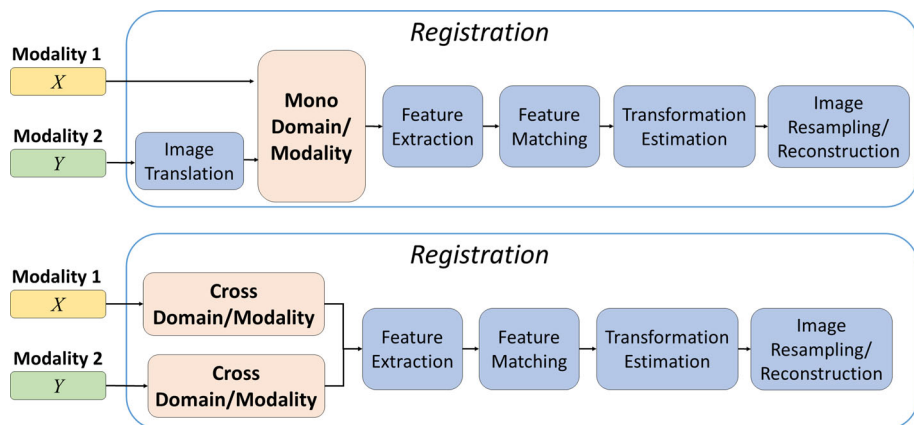 Registration
Modality 1
X
Modality 2
Y
Image
Translation
Mono
Domain/
Modality
Feature
Extraction
Feature
Matching
Transformation
Estimation
Image
Resampling/
Reconstruction
Registration
Modality 1
X
Modality 2
Y
Cross
Domain/Modality
Cross
Domain/Modality
Feature
Extraction
Feature
Matching
Transformation
Estimation
Image
Resampling/
Reconstruction